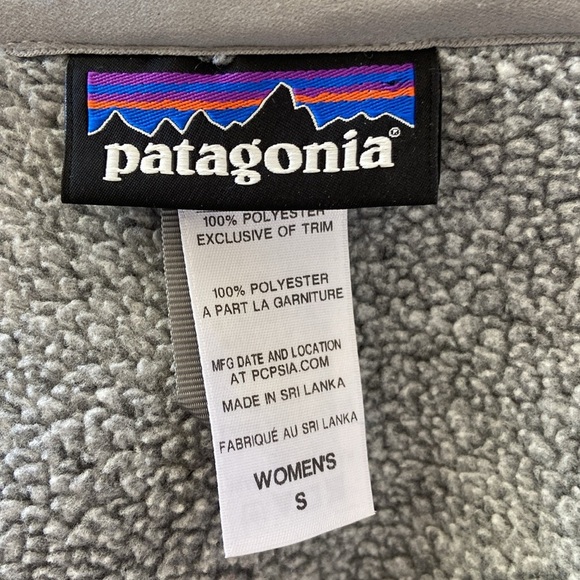 patagonia®
100% POLYESTER
EXCLUSIVE OF TRIM
100% POLYESTER
A PART LA GARNITURE
MFG DATE AND LOCATION
AT PCPSIA.COM
MADE IN SRI LANKA
FABRIQUÉ AU SRI LANKA
WOMEN'S
S